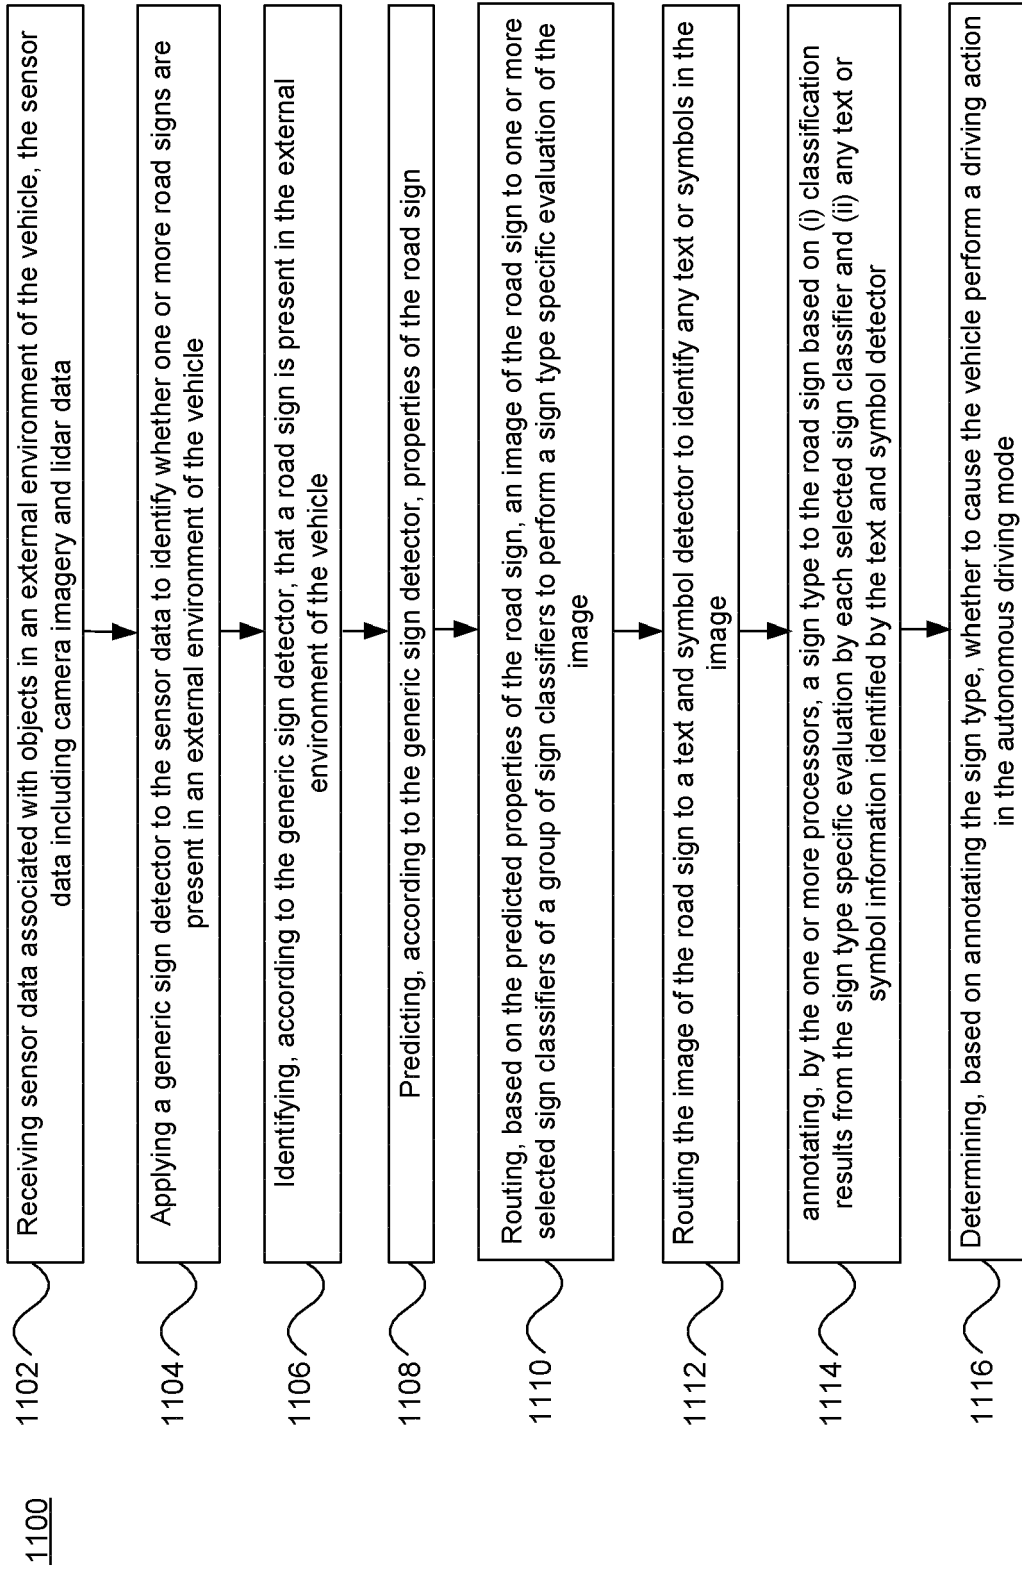 1100
1102
Receiving sensor data associated with objects in an external environment of the vehicle, the sensor
data including camera imagery and lidar data
1104
Applying a generic sign detector to the sensor data to identify whether one or more road signs are
present in an external environment of the vehicle
1106
Identifying, according to the generic sign detector, that a road sign is present in the external
environment of the vehicle
1108
Predicting, according to the generic sign detector, properties of the road sign
1110
Routing, based on the predicted properties of the road sign, an image of the road sign to one or more
selected sign classifiers of a group of sign classifiers to perform a sign type specific evaluation of the
image
1112
Routing the image of the road sign to a text and symbol detector to identify any text or symbols in the
image
1114
annotating, by the one or more processors, a sign type to the road sign based on (i) classification
results from the sign type specific evaluation by each selected sign classifier and (ii) any text or
symbol information identified by the text and symbol detector
1116
Determining, based on annotating the sign type, whether to cause the vehicle perform a driving action
in the autonomous driving mode